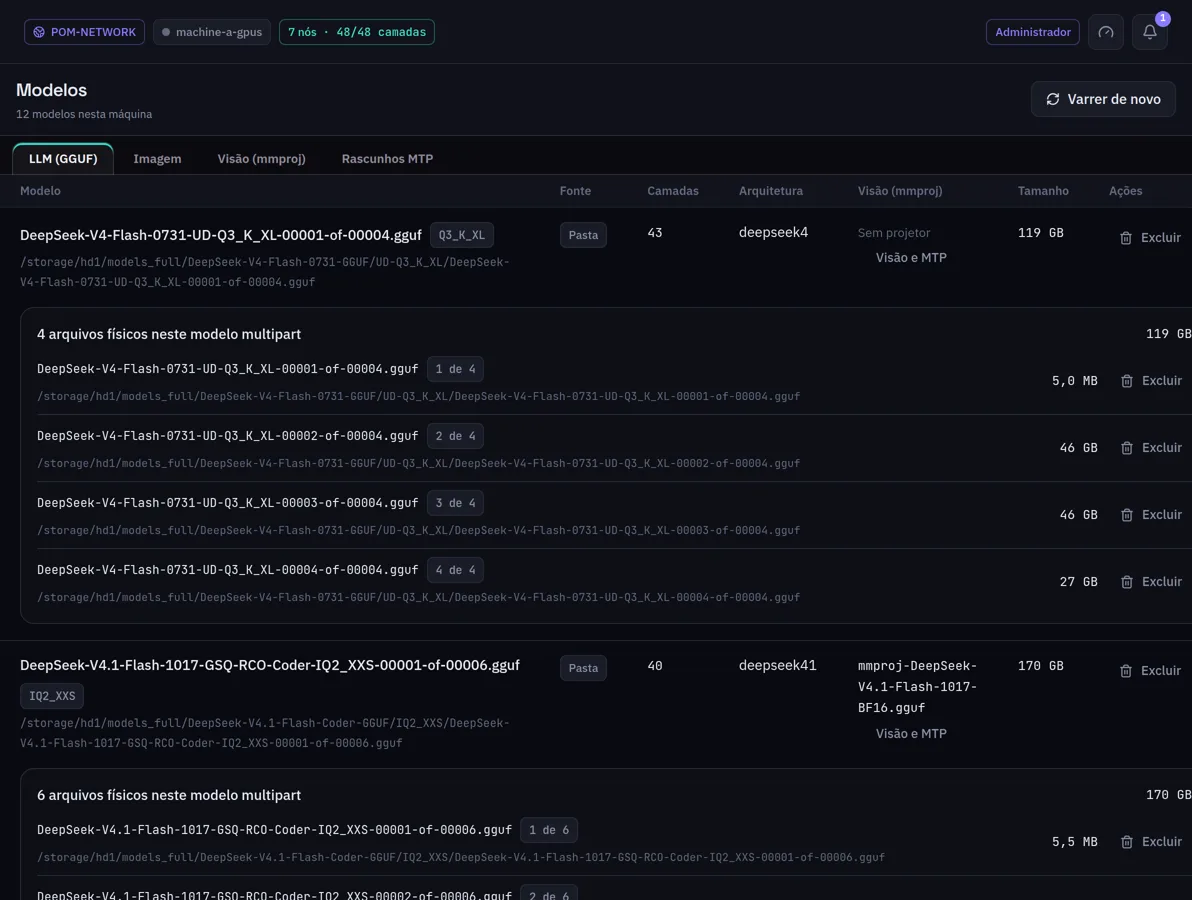 POM-NETWORK
machine-a-gpus
7 nós · 48/48 camadas
Administrador
1
Modelos
12 modelos nesta máquina
Varrer de novo
LLM (GGUF)
Imagem
Visão (mmproj)
Rascunhos MTP
Modelo
Fonte
Camadas
Arquitetura
Visão (mmproj)
Tamanho
Ações
DeepSeek-V4-Flash-0731-UD-Q3_K_XL-00001-of-00004.gguf
Q3_K_XL
/storage/hd1/models_full/DeepSeek-V4-Flash-0731-GGUF/UD-Q3_K_XL/DeepSeek-
V4-Flash-0731-UD-Q3_K_XL-00001-of-00004.gguf
Pasta
43
deepseek4
Sem projetor
Visão e MTP
119 GB
Excluir
4 arquivos físicos neste modelo multipart
119 GB
DeepSeek-V4-Flash-0731-UD-Q3_K_XL-00001-of-00004.gguf
1 de 4
/storage/hd1/models_full/DeepSeek-V4-Flash-0731-GGUF/UD-Q3_K_XL/DeepSeek-V4-Flash-0731-UD-Q3_K_XL-00001-of-00004.gguf
5,0 MB
Excluir
DeepSeek-V4-Flash-0731-UD-Q3_K_XL-00002-of-00004.gguf
2 de 4
/storage/hd1/models_full/DeepSeek-V4-Flash-0731-GGUF/UD-Q3_K_XL/DeepSeek-V4-Flash-0731-UD-Q3_K_XL-00002-of-00004.gguf
46 GB
Excluir
DeepSeek-V4-Flash-0731-UD-Q3_K_XL-00003-of-00004.gguf
3 de 4
/storage/hd1/models_full/DeepSeek-V4-Flash-0731-GGUF/UD-Q3_K_XL/DeepSeek-V4-Flash-0731-UD-Q3_K_XL-00003-of-00004.gguf
46 GB
Excluir
DeepSeek-V4-Flash-0731-UD-Q3_K_XL-00004-of-00004.gguf
4 de 4
/storage/hd1/models_full/DeepSeek-V4-Flash-0731-GGUF/UD-Q3_K_XL/DeepSeek-V4-Flash-0731-UD-Q3_K_XL-00004-of-00004.gguf
27 GB
Excluir
DeepSeek-V4.1-Flash-1017-GSQ-RCO-Coder-IQ2_XXS-00001-of-00006.gguf
IQ2_XXS
/storage/hd1/models_full/DeepSeek-V4.1-Flash-Coder-GGUF/IQ2_XXS/DeepSeek-
V4.1-Flash-1017-GSQ-RCO-Coder-IQ2_XXS-00001-of-00006.gguf
Pasta
40
deepseek41
mmproj-DeepSeek-
V4.1-Flash-1017-
BF16.gguf
Visão e MTP
170 GB
Excluir
6 arquivos físicos neste modelo multipart
170 GB
DeepSeek-V4.1-Flash-1017-GSQ-RCO-Coder-IQ2_XXS-00001-of-00006.gguf
1 de 6
/storage/hd1/models_full/DeepSeek-V4.1-Flash-Coder-GGUF/IQ2_XXS/DeepSeek-V4.1-Flash-1017-GSQ-RCO-Coder-IQ2_XXS-00001-of-00006.gguf
5,5 MB
Excluir
DeepSeek-V4.1-Flash-1017-GSQ-RCO-Coder-IQ2_XXS-00002-of-00006.gguf
2 de 6